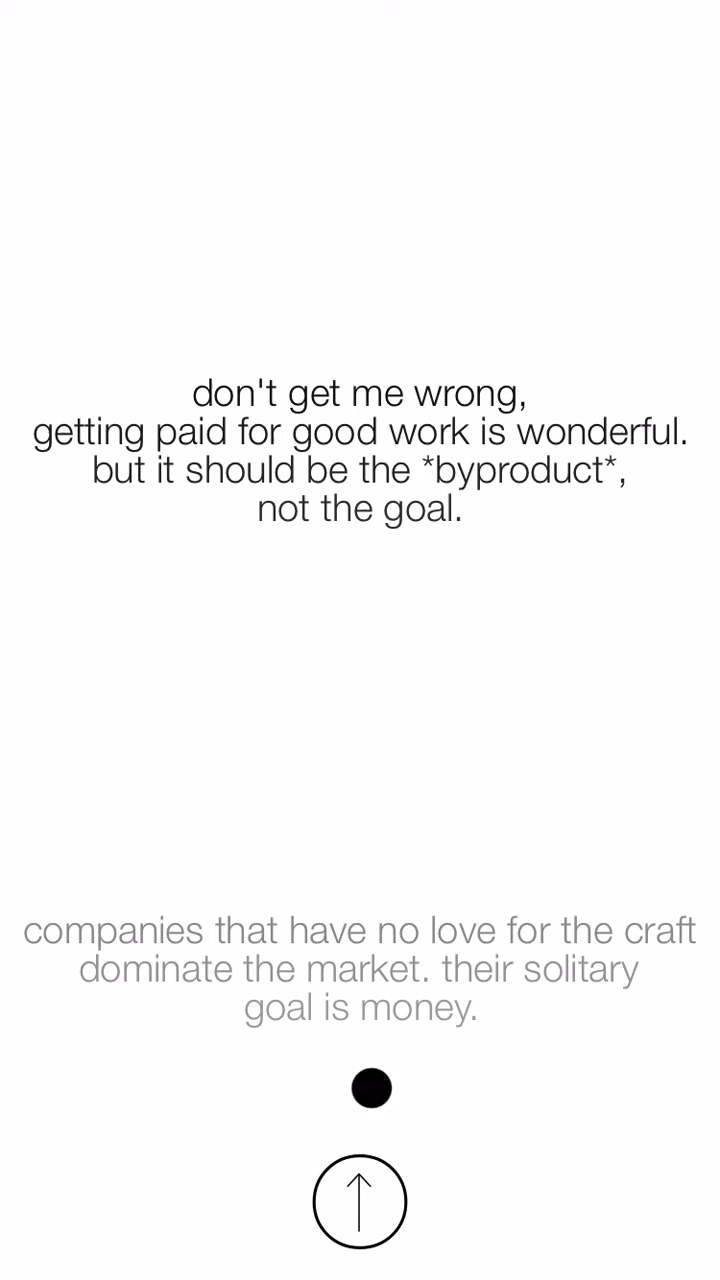 don't get me wrong,
getting paid for good work is wonderful.
but it should be the *byproduct*,
not the goal.
companies that have no love for the craft
dominate the market. their solitary
goal is money.